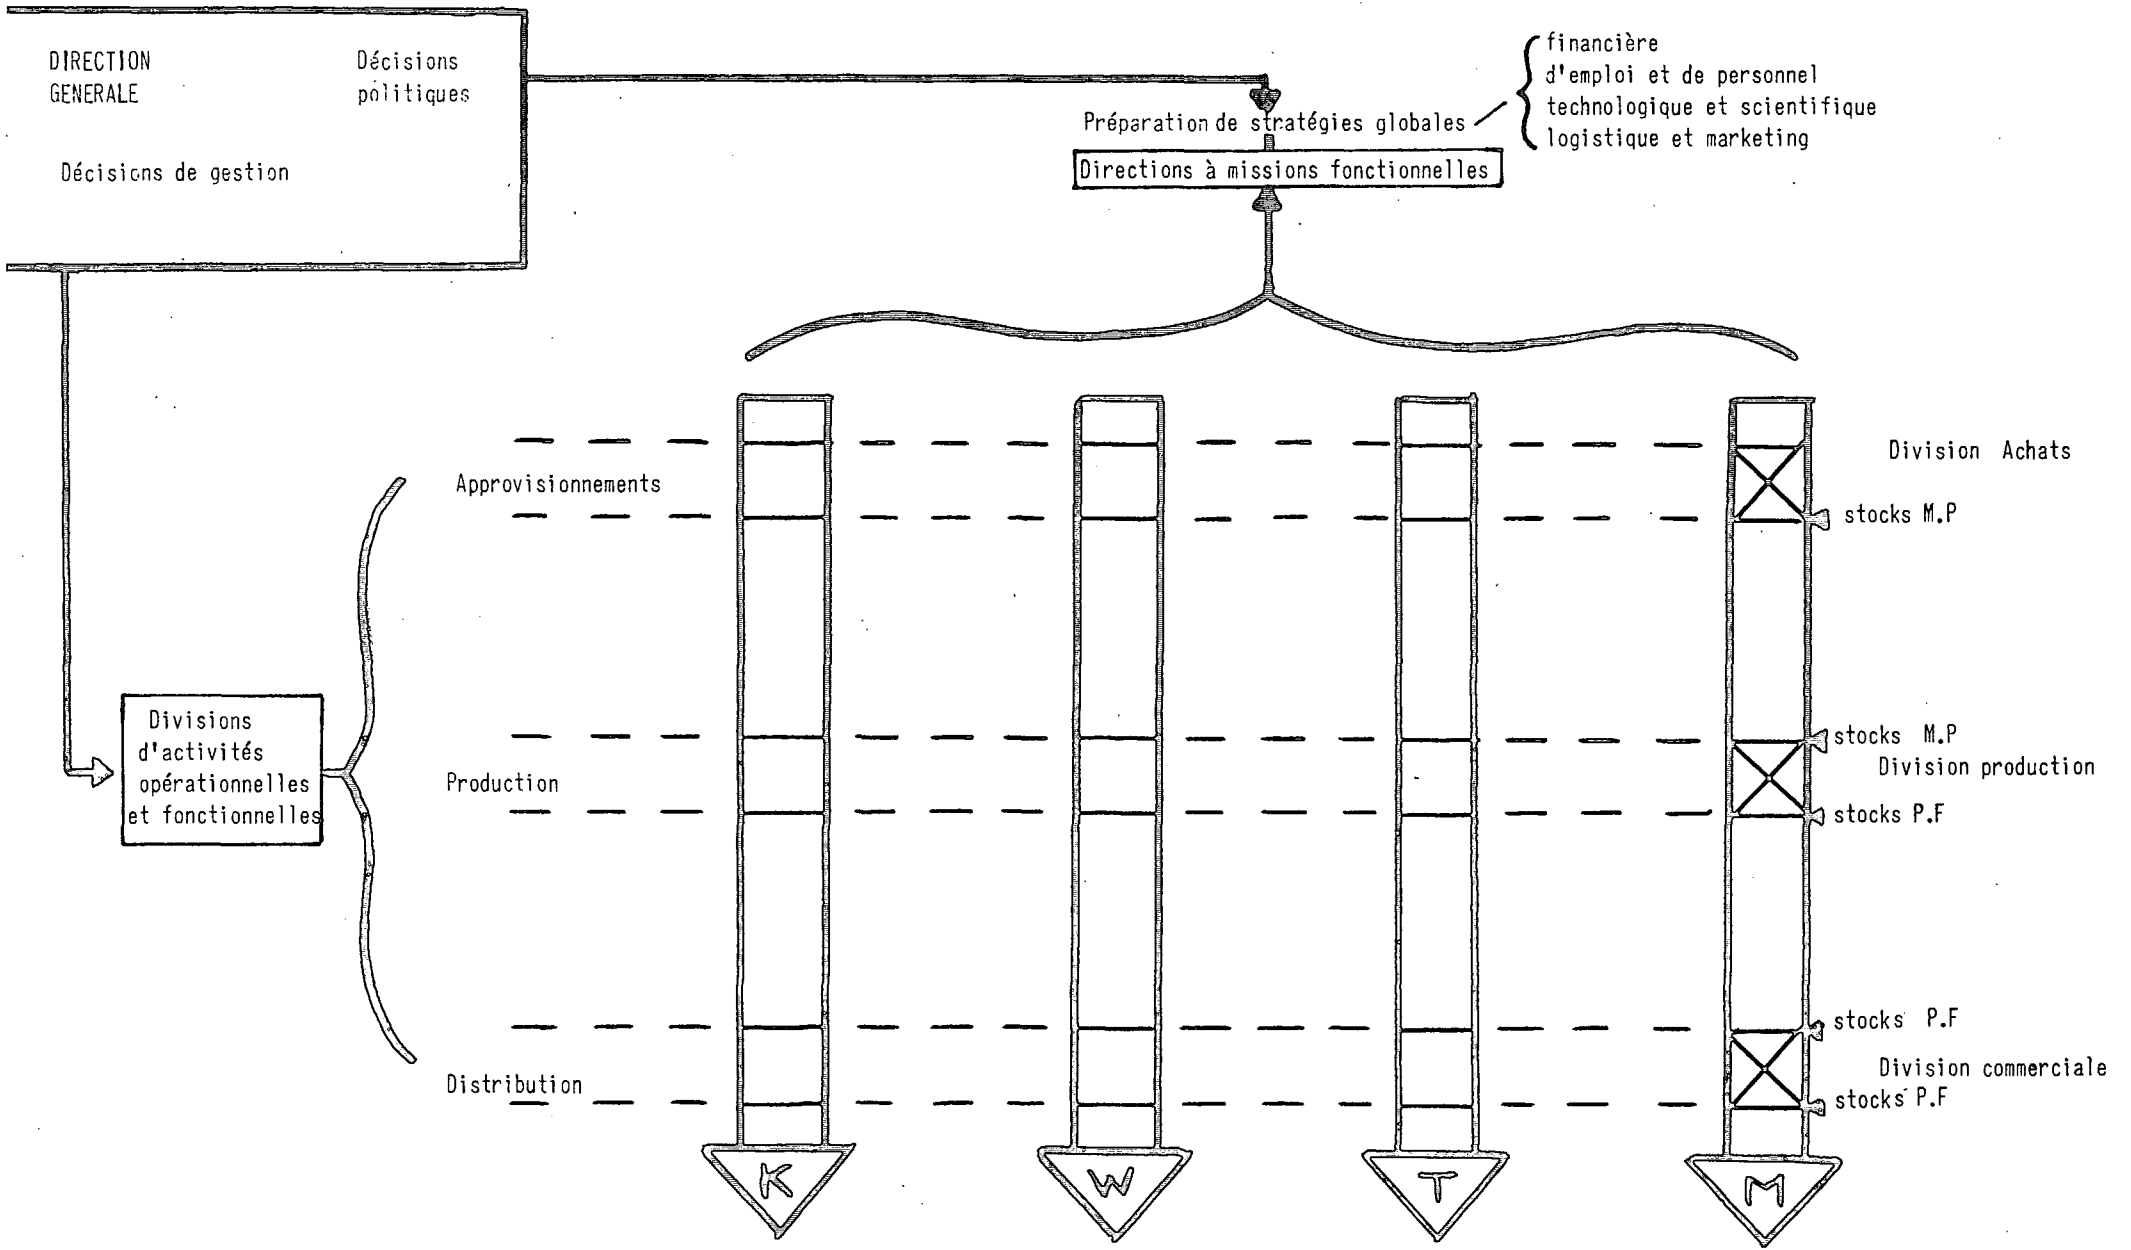 DIRECTION
GENERALE
Décisions
politiques
Décisions de gestion
financière
d'emploi et de personnel
technologique et scientifique
logistique et marketing
Préparation de stratégies globales
Directions à missions fonctionnelles
Approvisionnements
Division Achats
stocks M.P
Divisions
d'activités
opérationnelles
et fonctionnelles
Production
stocks M.P
Division production
stocks P.F
Distribution
stocks P.F
Division commerciale
stocks P.F
K
W
T
M